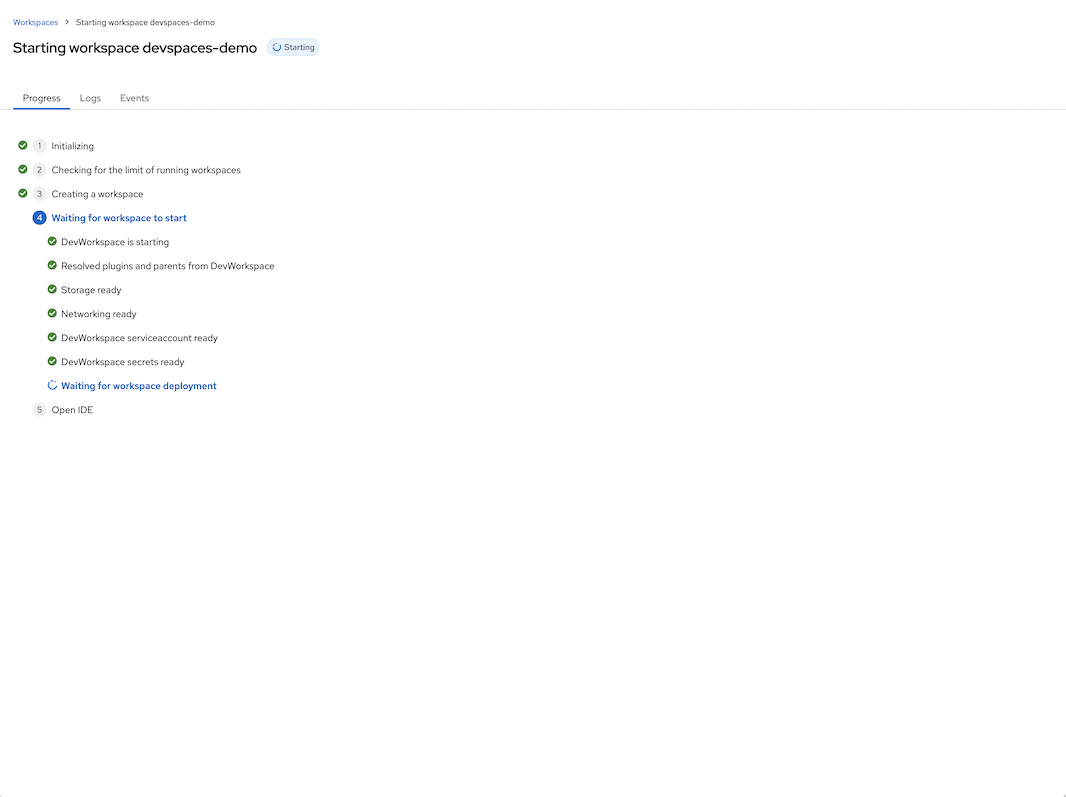 Workspaces > Starting workspace devspaces-demo
Starting workspace devspaces-demo Starting
Progress Logs Events
1 Initializing
2 Checking for the limit of running workspaces
3 Creating a workspace
4 Waiting for workspace to start
DevWorkspace is starting
Resolved plugins and parents from DevWorkspace
Storage ready
Networking ready
DevWorkspace serviceaccount ready
DevWorkspace secrets ready
Waiting for workspace deployment
5 Open IDE